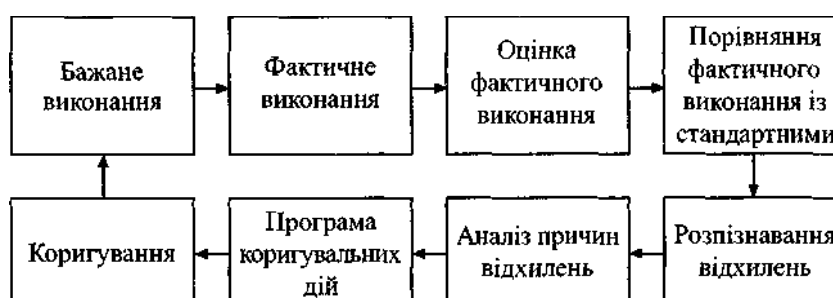 Бажане
виконання
Фактичне
виконання
Оцінка
фактичного
виконання
Порівняння
фактичного
виконання із
стандартними
Коригування
Програма
коригувальних
дій
Аналіз причин
відхилень
Розпізнавання
відхилень